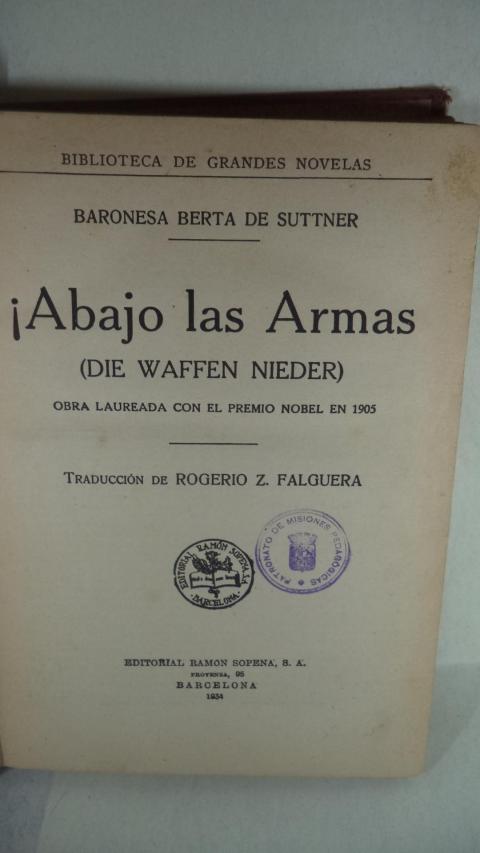 BIBLIOTECA DE GRANDES NOVELAS
BARONESA BERTA DE SUTTNER
¡Abajo las Armas
(DIE WAFFEN NIEDER)
OBRA LAUREADA CON EL PREMIO NOBEL EN 1905
TRADUCCIÓN DE ROGERIO Z. FALGUERA
EDITORIAL RAMÓN SOPENA, S.A.
·BARCELONA·
PATRONATO DE MISIONES PEDAGÓGICAS
EDITORIAL RAMÓN SOPENA, S. A.
PROVENZA, 95
BARCELONA
1934